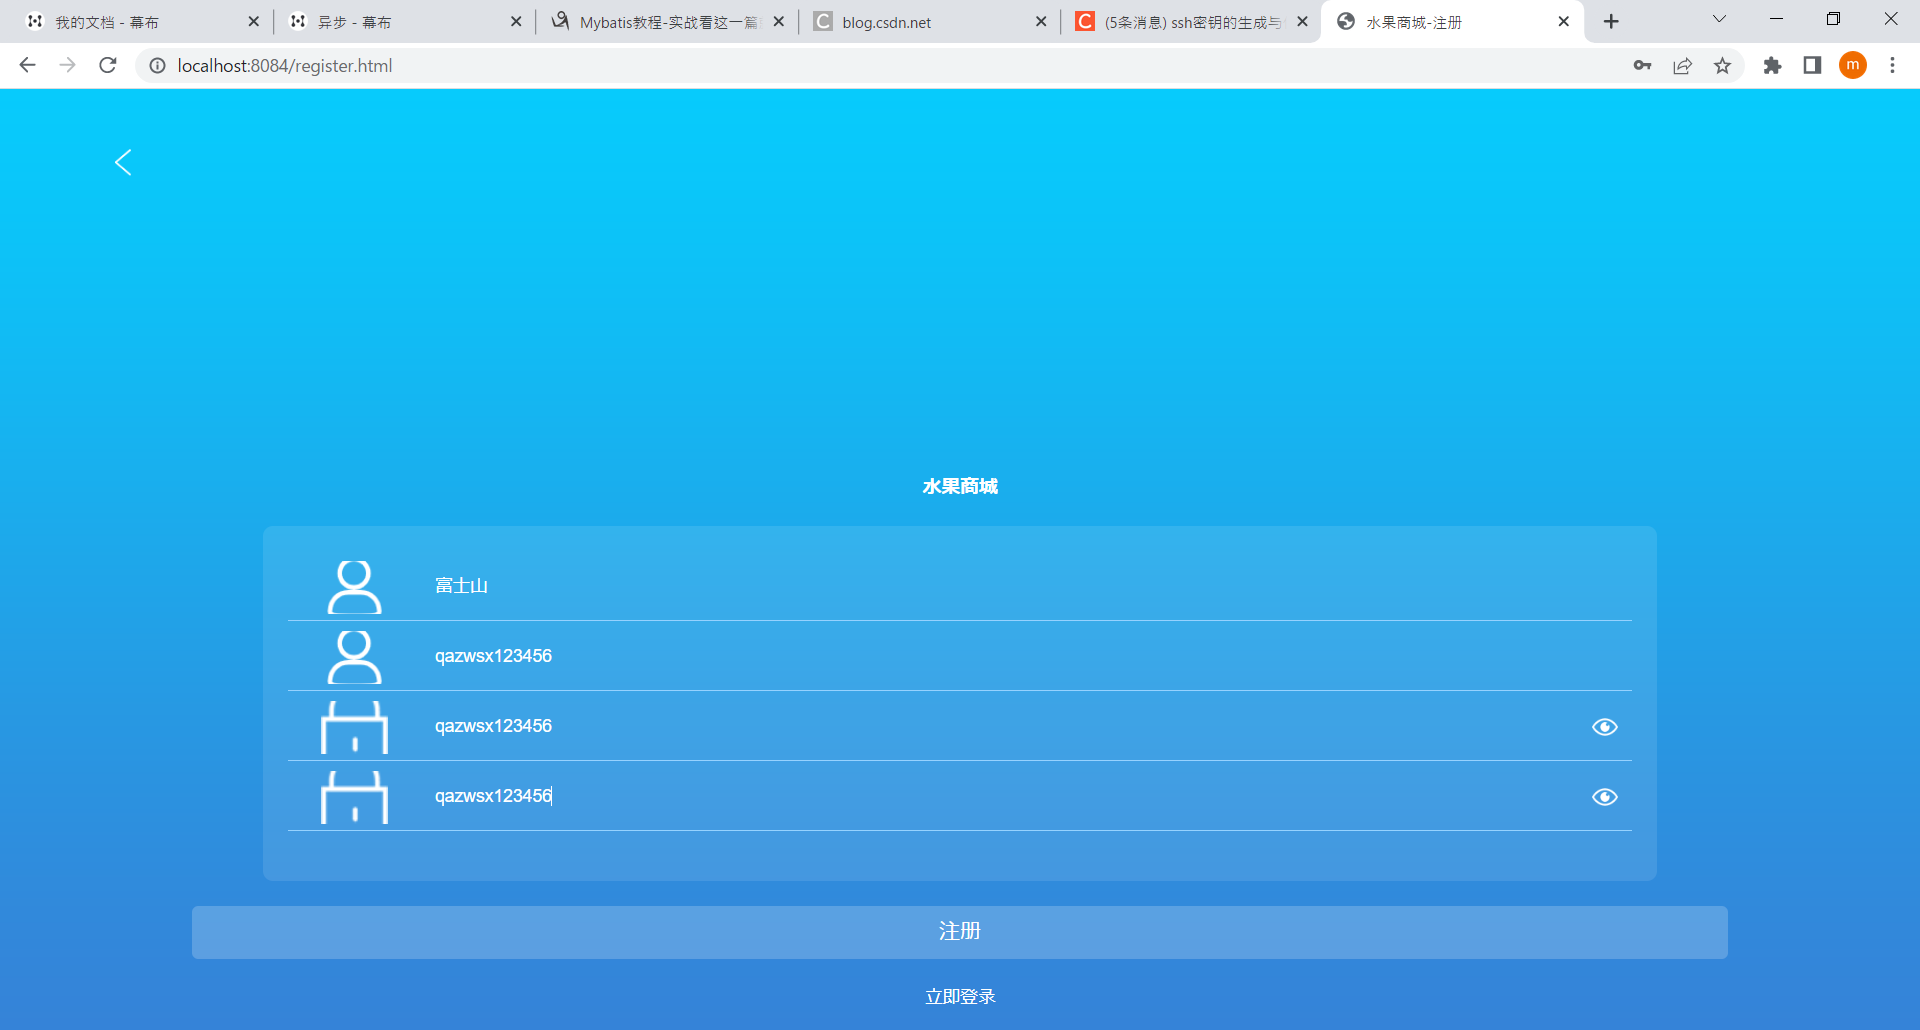 我的文档 - 幕布
异步 - 幕布
Mybatis教程-实战看这一篇
blog.csdn.net
(5条消息) ssh密钥的生成与
水果商城-注册
localhost:8084/register.html
m
水果商城
富士山
qazwsx123456
qazwsx123456
qazwsx123456
注册
立即登录